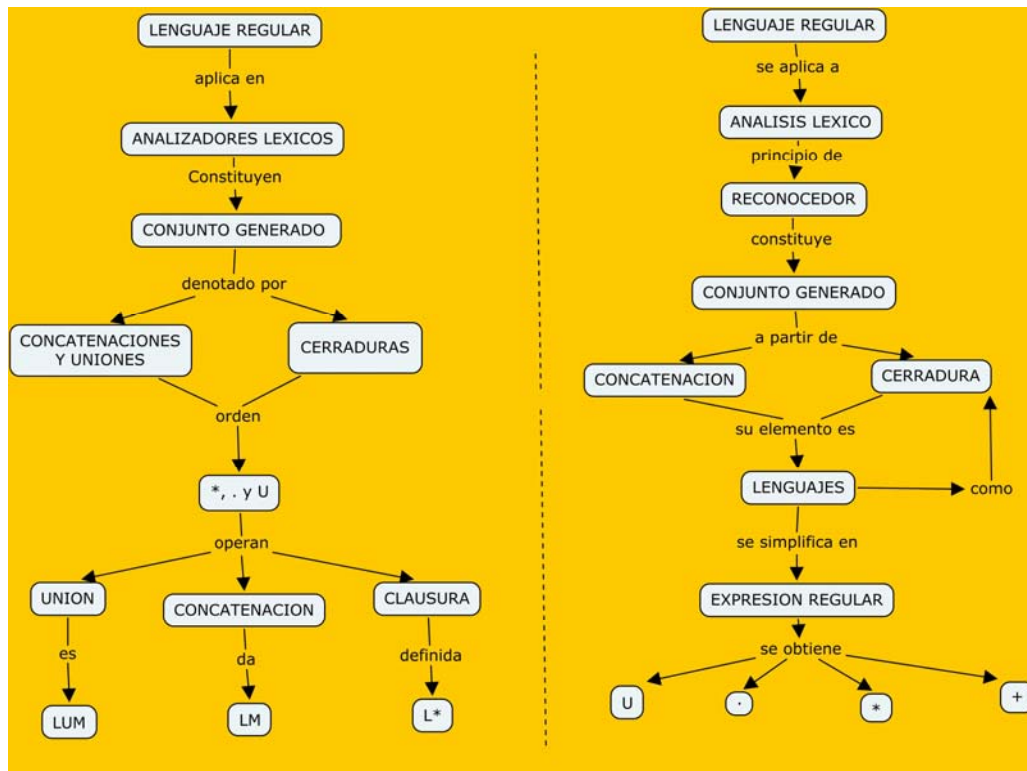 LENGUAJE REGULAR
aplica en
ANALIZADORES LEXICOS
Constituyen
CONJUNTO GENERADO
denotado por
CONCATENACIONES
Y UNIONES
CERRADURAS
orden
*, . y U
operan
UNION
CONCATENACION
CLAUSURA
es
da
definida
LUM
LM
L*
LENGUAJE REGULAR
se aplica a
ANALISIS LEXICO
principio de
RECONOCEDOR
constituye
CONJUNTO GENERADO
a partir de
CONCATENACION
CERRADURA
su elemento es
LENGUAJES
como
se simplifica en
EXPRESION REGULAR
se obtiene
U
.
*
+